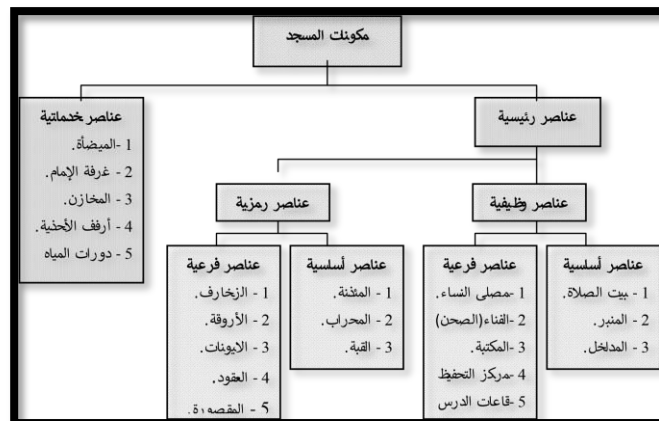 مكونات المسجد
عناصر رئيسية
عناصر خدماتية
1 -الميضأة.
2 - غرفة الإمام.
3 - المخازن.
4 - أرفف الأحذية.
5 - دورات المياه
عناصر وظيفية
عناصر رمزية
عناصر أساسية
1 - بيت الصلاة.
2 - المنبر.
3 - المداخل.
عناصر فرعية
1 -مصلى النساء.
2 -الفناء(الصحن)
3 -المكتبة.
4 -مركز التحفيظ
5 -قاعات الدرس
عناصر أساسية
1 - المئذنة.
2 - المحراب.
3 - القبة.
عناصر فرعية
1 - الزخارف.
2 - الأروقة.
3 - الايونات.
4 - العقود.
5 - المقصورة.